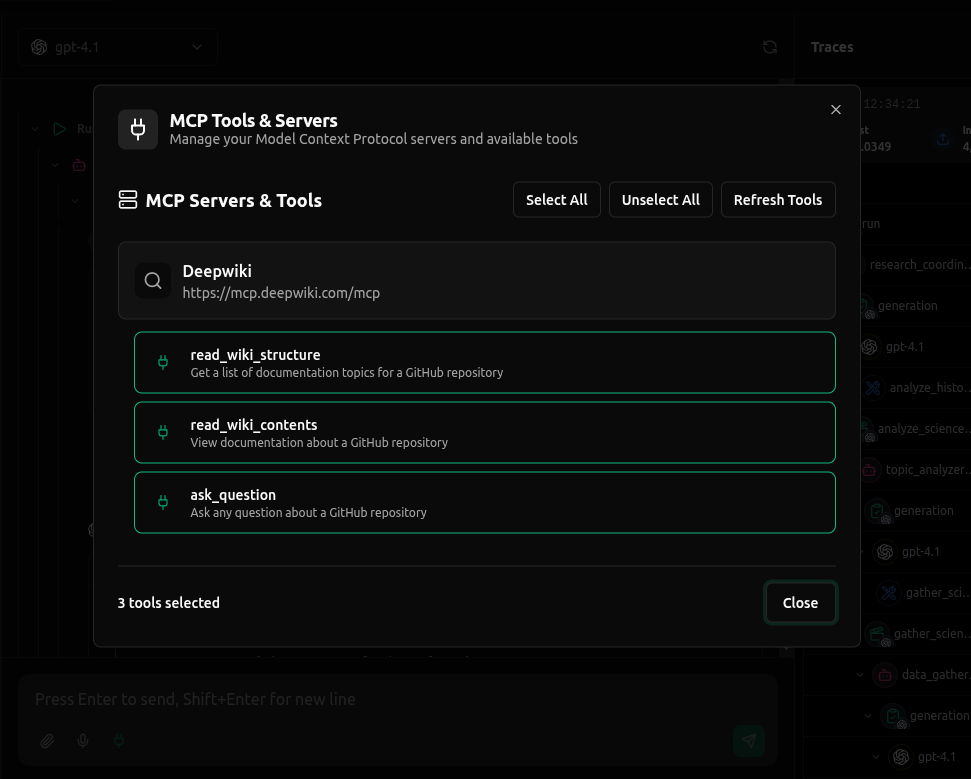 gpt-4.1
Traces
12:34:21
MCP Tools & Servers
Manage your Model Context Protocol servers and available tools
.0349
MCP Servers & Tools
Select All
Unselect All
Refresh Tools
Deepwiki
https://mcp.deepwiki.com/mcp
read_wiki_structure
Get a list of documentation topics for a GitHub repository
read_wiki_contents
View documentation about a GitHub repository
ask_question
Ask any question about a GitHub repository
3 tools selected
Close
run
research_coordin...
generation
gpt-4.1
analyze_histo...
analyze_science...
topic_analyzer...
generation
gpt-4.1
gather_sci...
gather_scien...
data_gather...
generation
gpt-4.1
Press Enter to send, Shift+Enter for new line